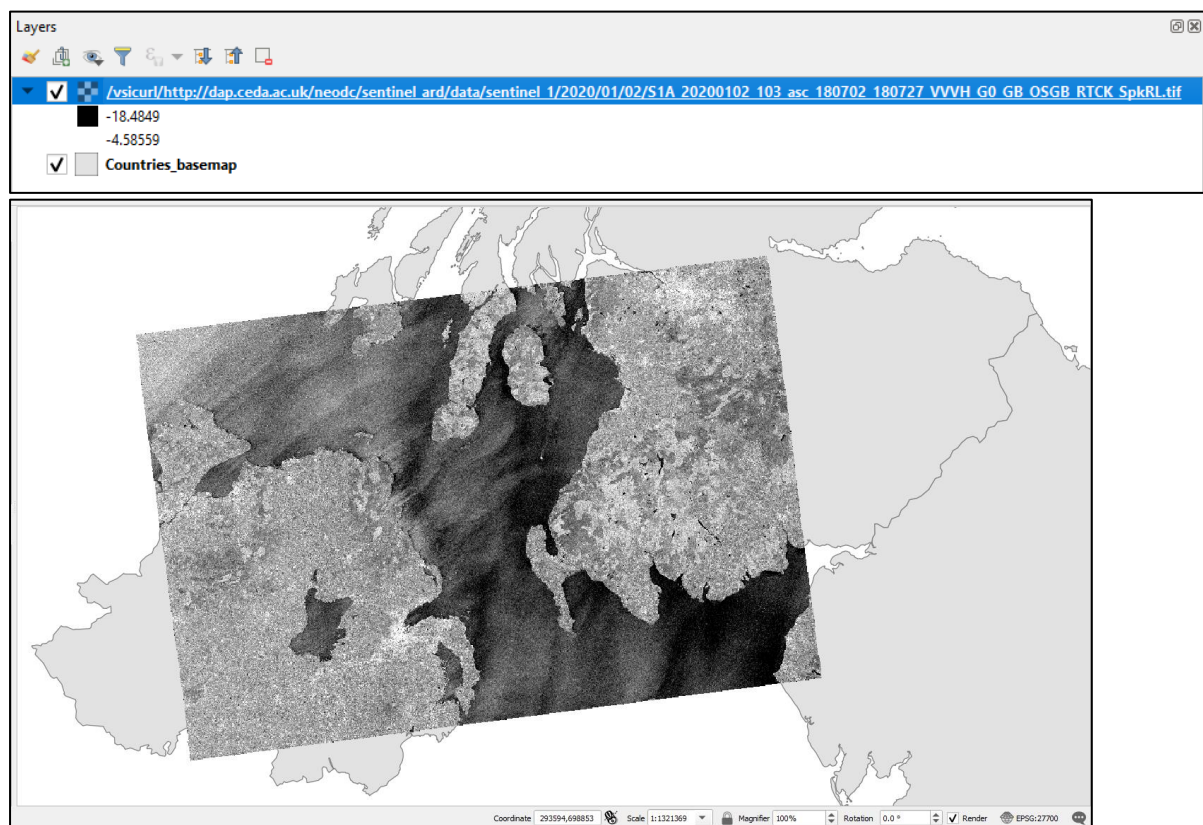 Layers
/vsicurl/http://dap.ceda.ac.uk/neodc/sentinel_ard/data/sentinel_1/2020/01/02/S1A_20200102_103_asc_180702_180727_VVVH_G0_GB_OSGB_RTCK_SpkRL.tif
-18.4849
-4.58559
Countries_basemap
Coordinate 293594,698853 Scale 1:1321369 Magnifier 100% Rotation 0.0 ° Render EPSG:27700